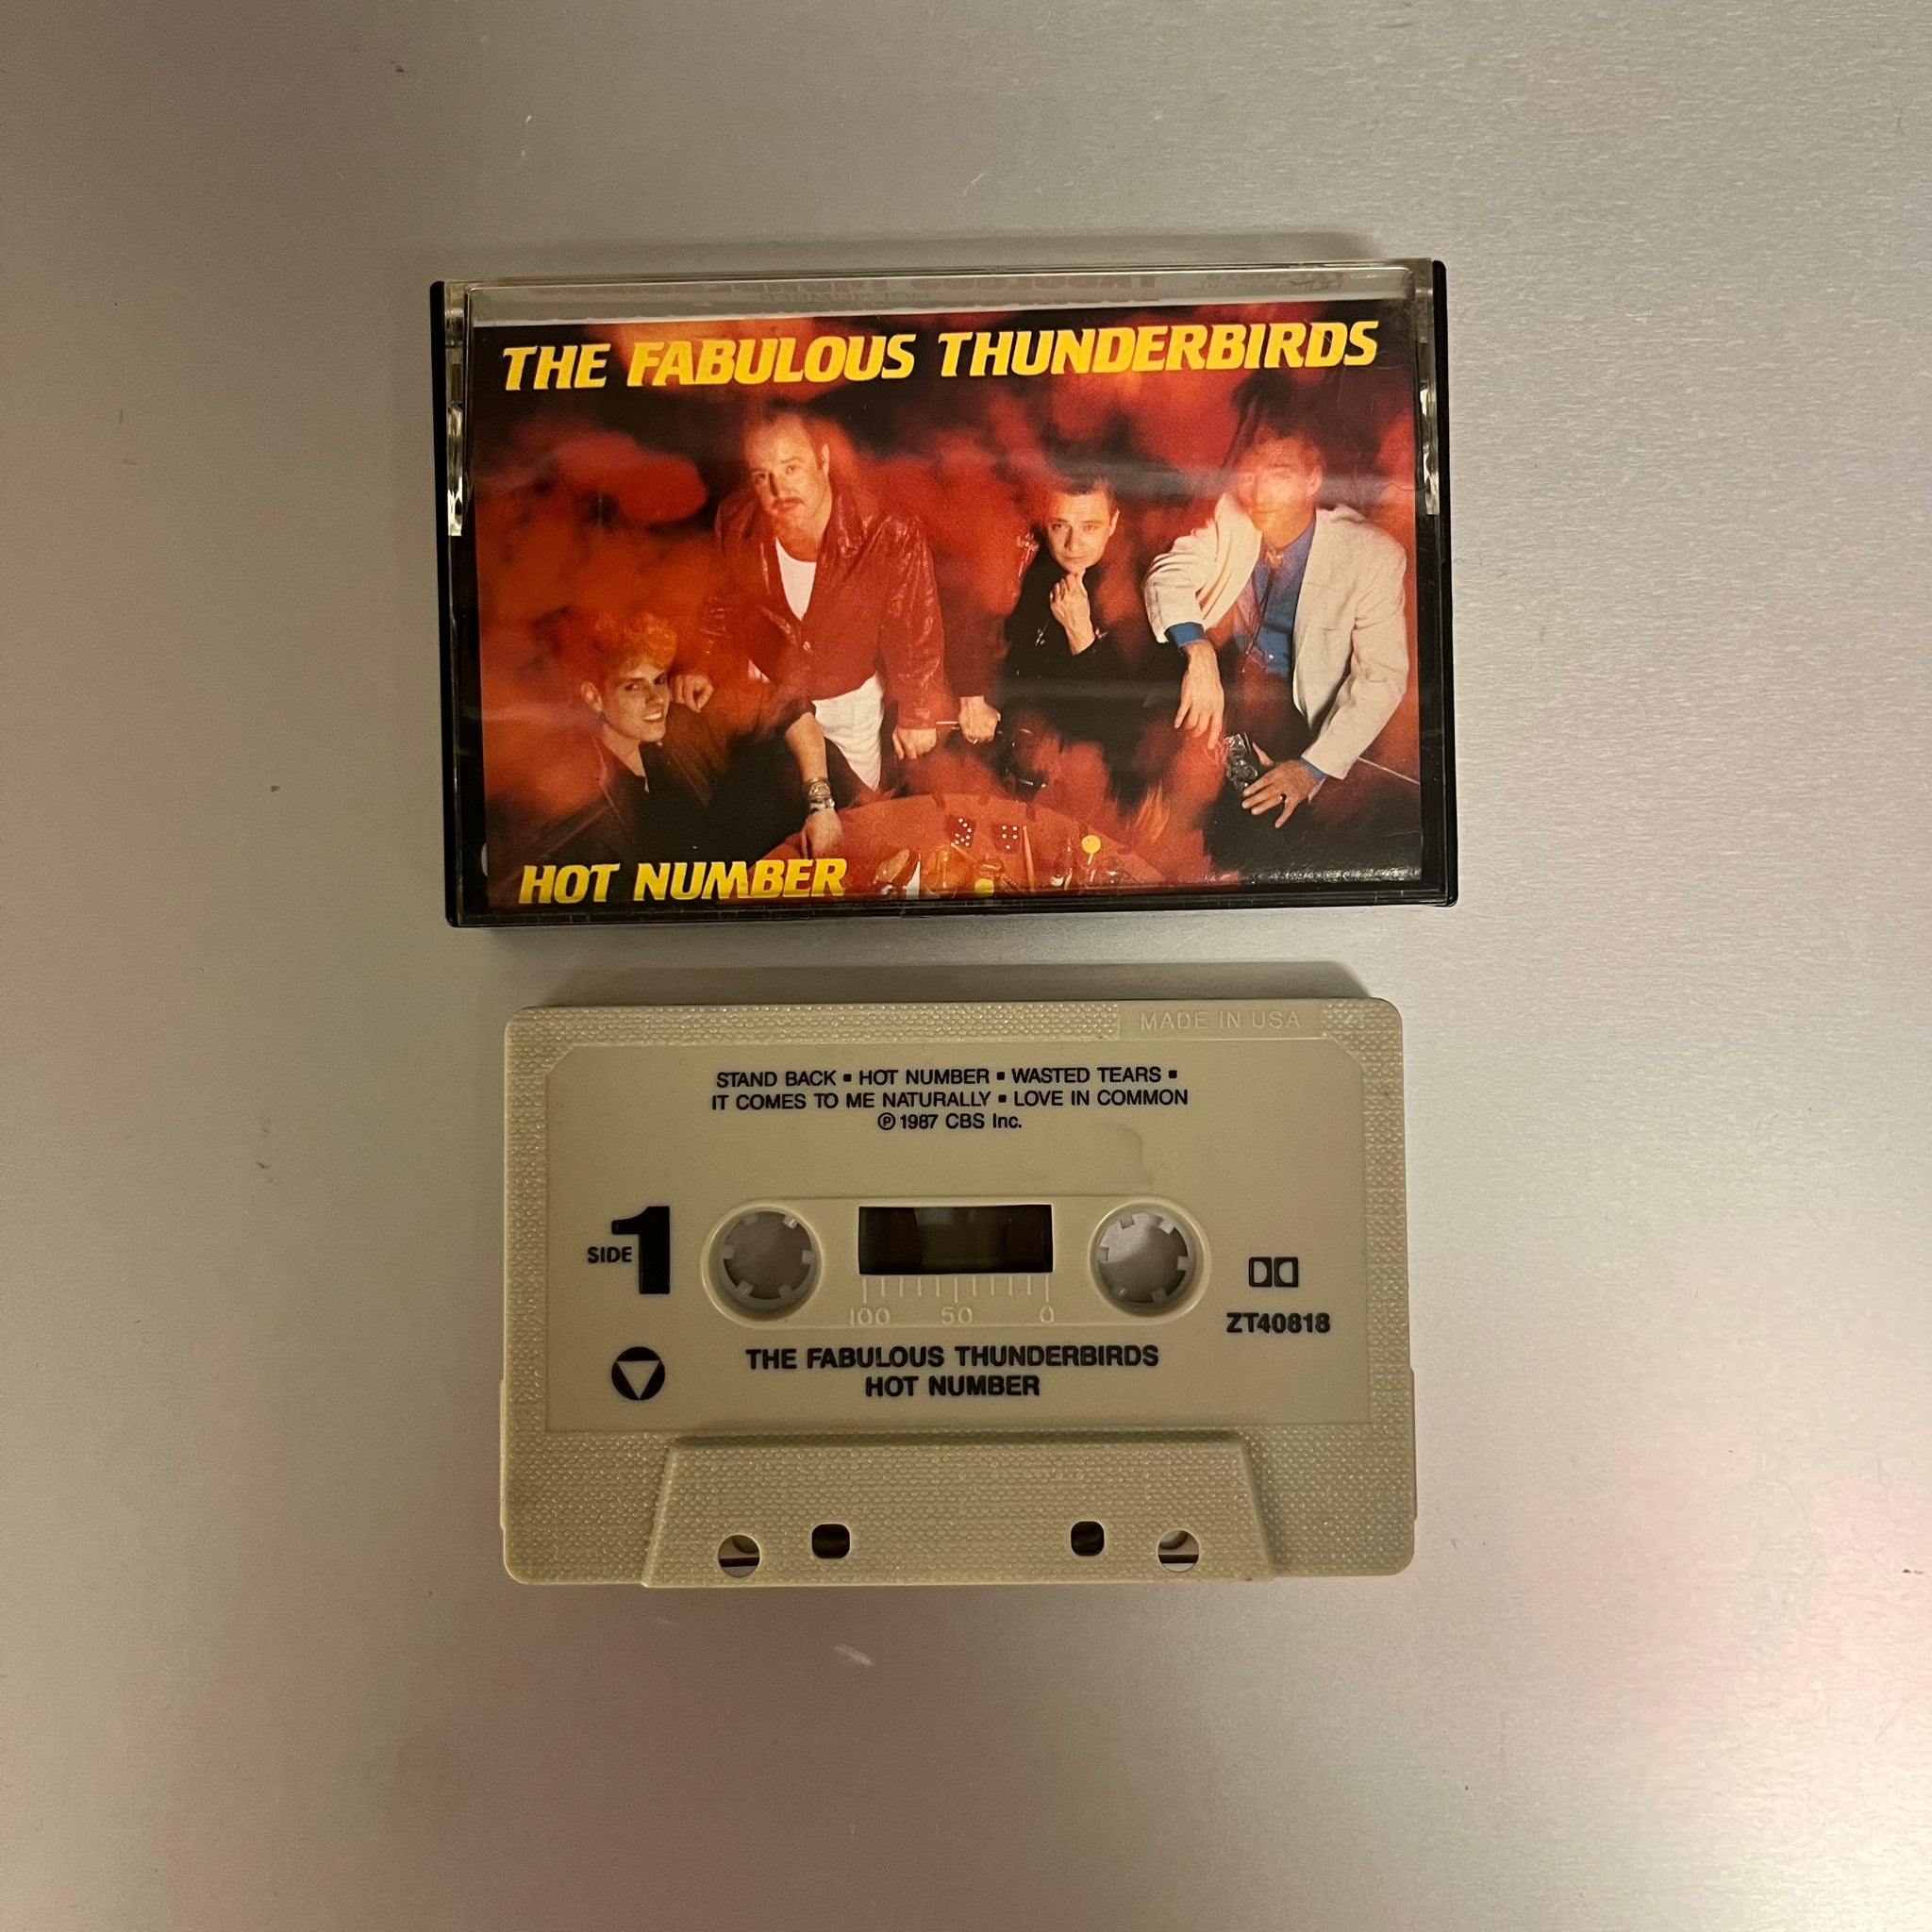 THE FABULOUS THUNDERBIRDS
HOT NUMBER
MADE IN USA
STAND BACK ▪ HOT NUMBER ▪ WASTED TEARS ▪
IT COMES TO ME NATURALLY ▪ LOVE IN COMMON
℗ 1987 CBS Inc.
SIDE 1
100 50 0
ZT40818
THE FABULOUS THUNDERBIRDS
HOT NUMBER